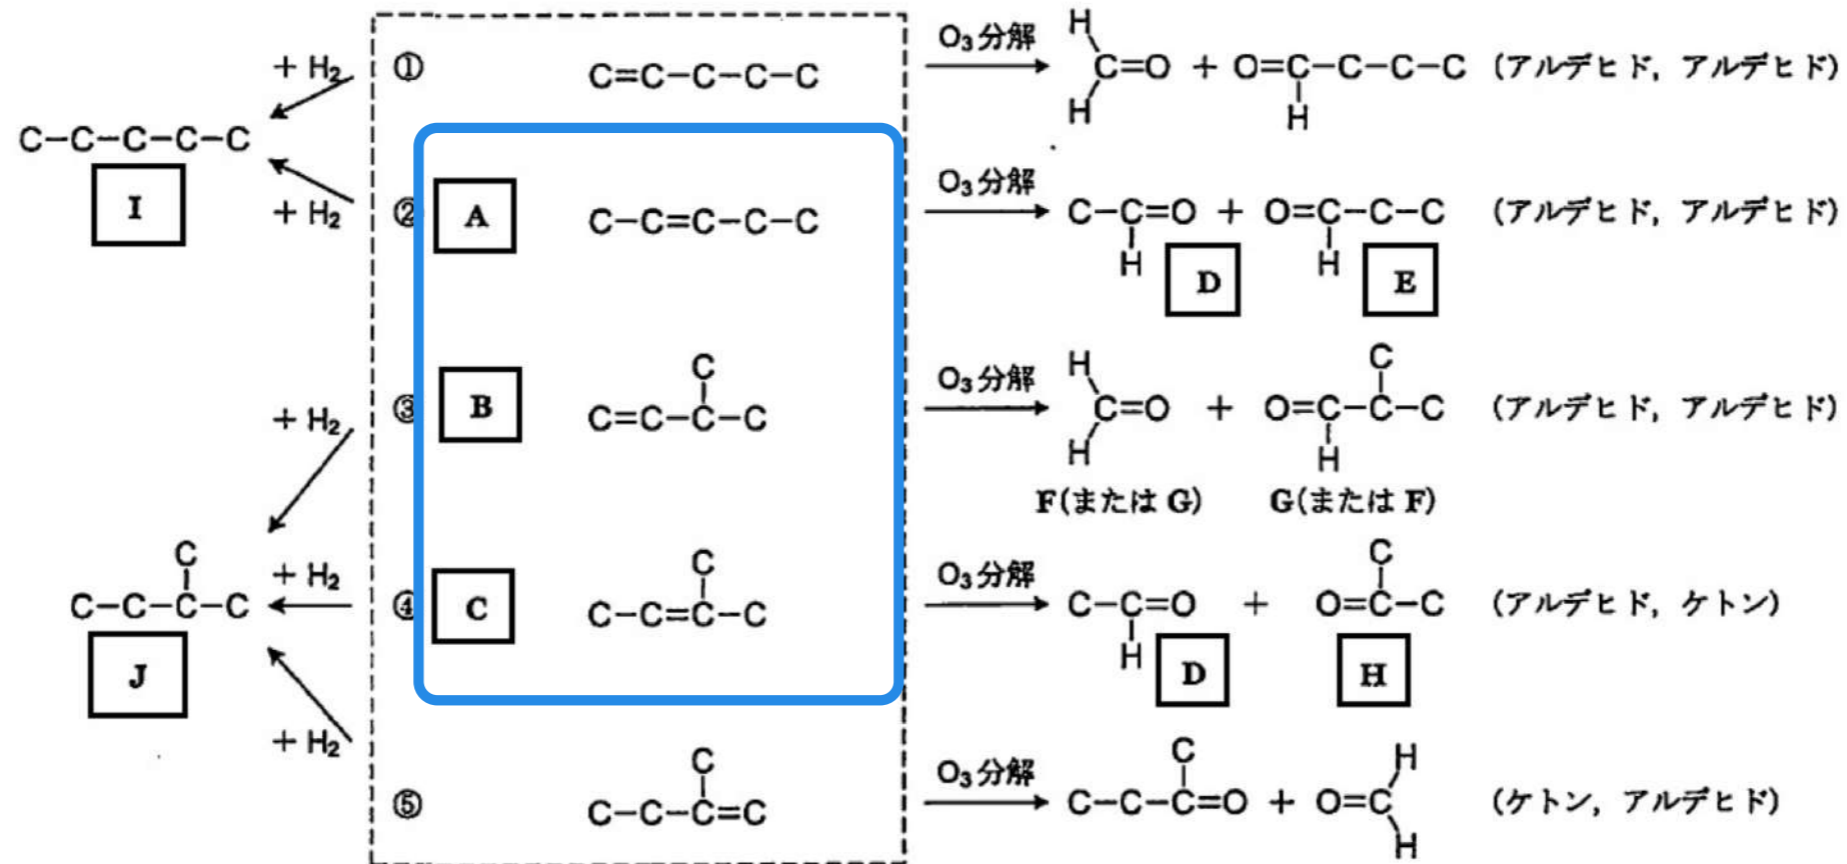 + H₂ ① C=C-C-C-C O₃分解 H C=O H + O=C-C-C-C H (アルデヒド, アルデヒド)
C-C-C-C-C
I
+ H₂ ② A C-C=C-C-C O₃分解 C-C=O H + O=C-C-C H (アルデヒド, アルデヒド)
D E
+ H₂ ③ B C=C-C-C C O₃分解 H C=O H + O=C-C-C H C (アルデヒド, アルデヒド)
F(または G) G(または F)
C-C-C-C C
J
+ H₂ ④ C C-C=C-C C O₃分解 C-C=O H + O=C-C C (アルデヒド, ケトン)
D H
+ H₂ ⑤ C-C-C=C C O₃分解 C-C-C=O C + O=C H H (ケトン, アルデヒド)